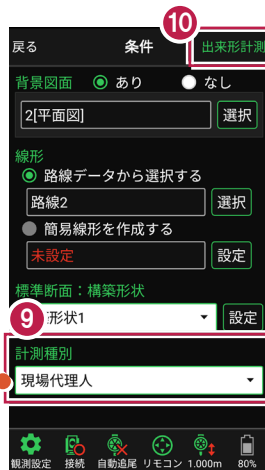 10
戻る 条件 出来形計測
背景図面 あり なし
2[平面図] 選択
線形
路線データから選択する
路線2 選択
簡易線形を作成する
未設定 設定
標準断面：構築形状
9 形状1 設定
計測種別
現場代理人
観測設定 接続 自動追尾 リモコン 1.000m 80%